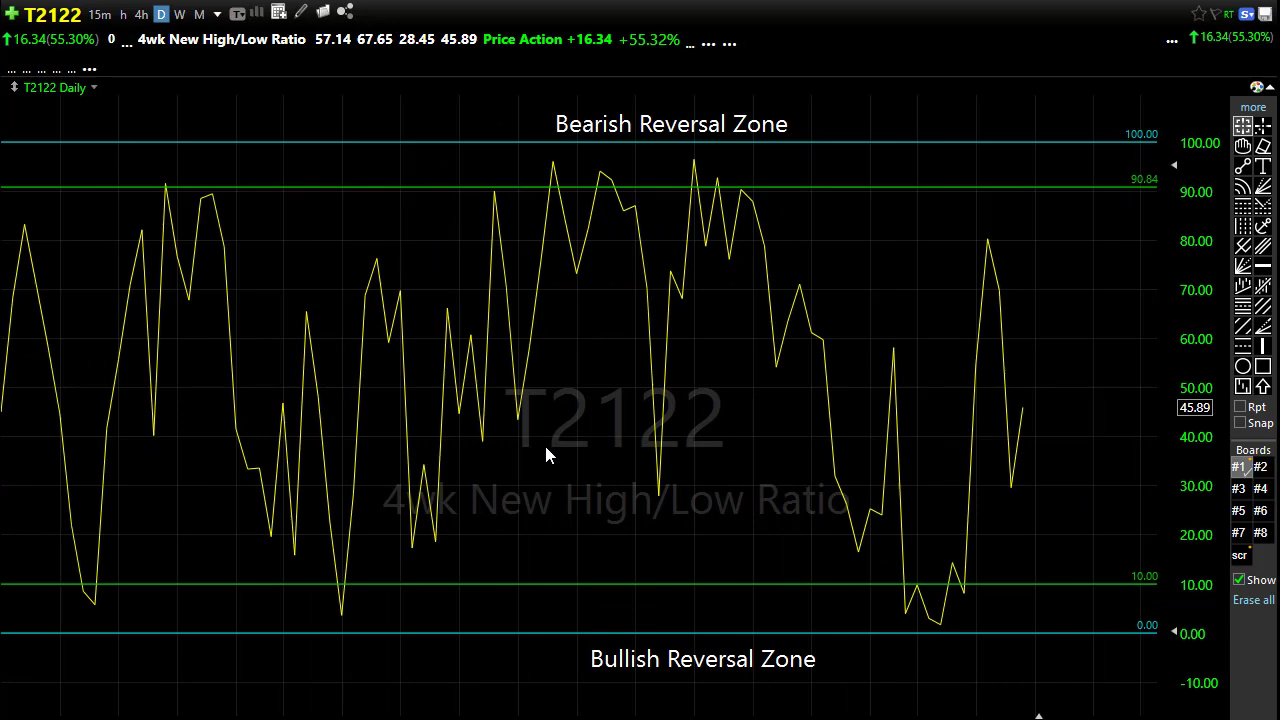 T2122 15m h 4h D W M T RT S
16.34(55.30%) 0 ... 4wk New High/Low Ratio 57.14 67.65 28.45 45.89 Price Action +16.34 +55.32% ... ... ... ... 16.34(55.30%)
... ... ... ... ... ...
T2122 Daily
more
Bearish Reversal Zone
100.00 100.00
90.84
90.00
80.00
70.00
60.00
50.00
T2122
45.89
Rpt
Snap
40.00
Boards
#1 #2
4wk New High/Low Ratio
30.00
#3 #4
#5 #6
20.00
#7 #8
scr
10.00 10.00
Show
Erase all
0.00 0.00
Bullish Reversal Zone
-10.00